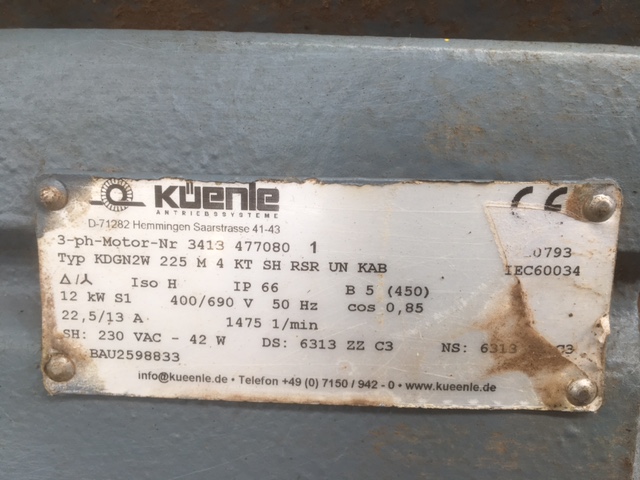 KÜENLE
ANTRIEBSSYSTEME
CE
D-71282 Hemmingen Saarstrasse 41-43
3-ph-Motor-Nr 3413 477080 1
0793
Typ KDGN2W 225 M 4 KT SH RSR UN KAB
IEC60034
Δ/⅄ Iso H IP 66 B 5 (450)
12 kW S1 400/690 V 50 Hz cos 0,85
22,5/13 A 1475 1/min
SH: 230 VAC - 42 W DS: 6313 ZZ C3 NS: 6313 C3
BAU2598833
info@kueenle.de • Telefon +49 (0) 7150 / 942 - 0 • www.kueenle.de